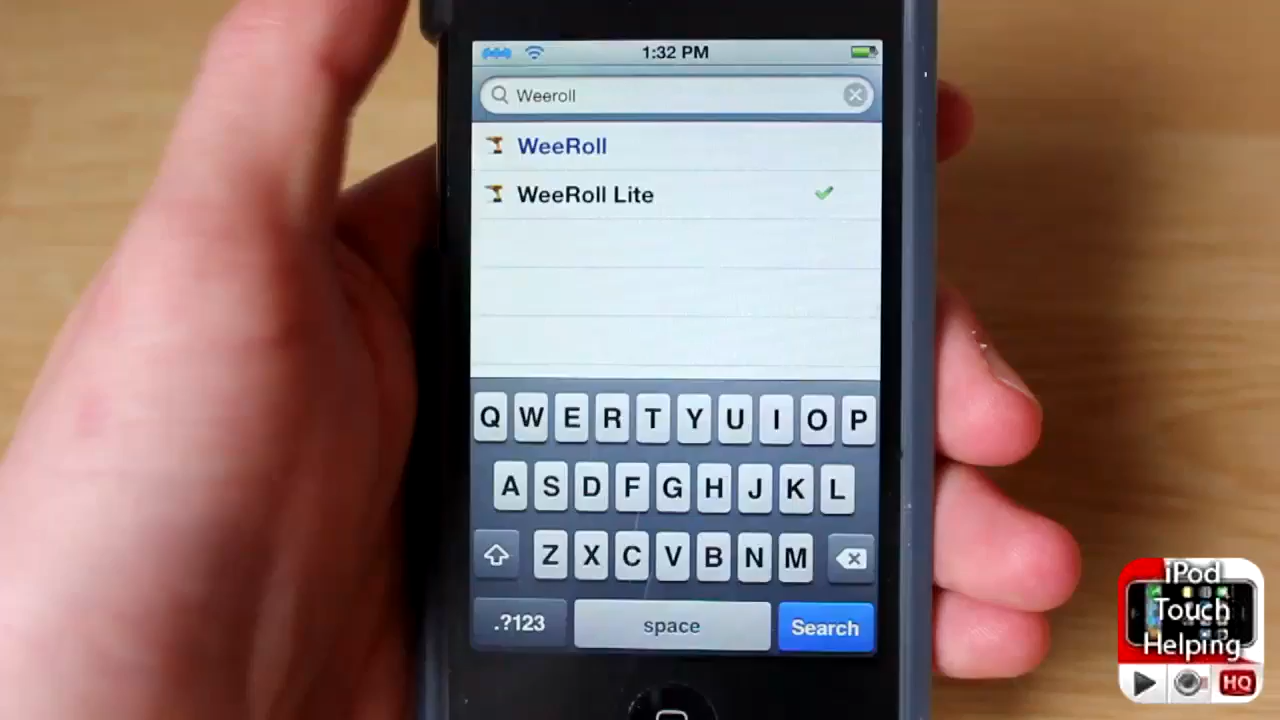 1:32 PM
Weeroll
WeeRoll
WeeRoll Lite
Q W E R T Y U I O P
A S D F G H J K L
Z X C V B N M
.?123 space Search
iPod
Touch
Helping
HQ